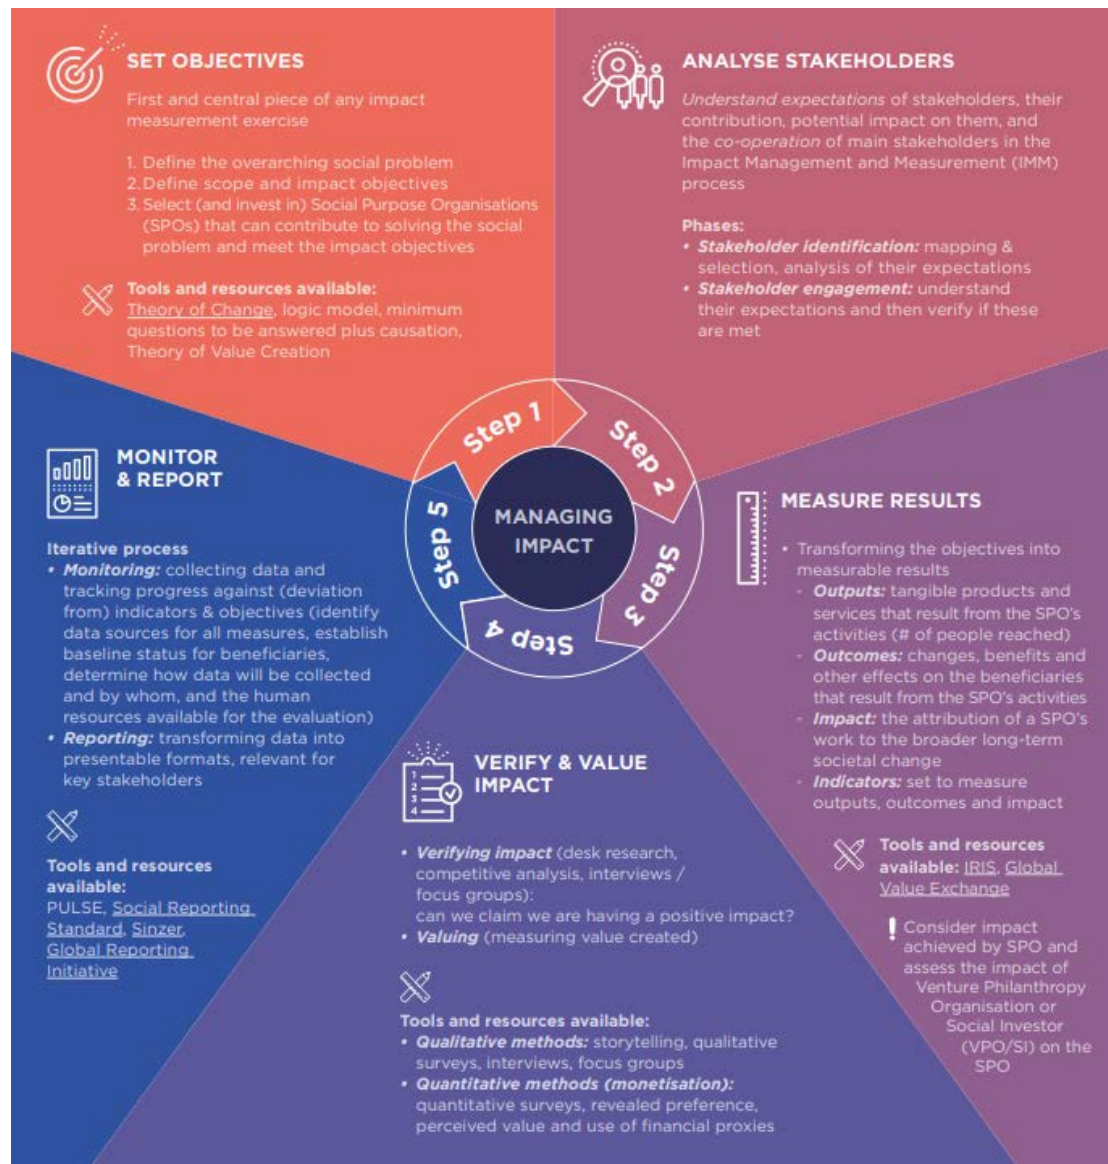 SET OBJECTIVES
First and central piece of any impact
measurement exercise
1. Define the overarching social problem
2. Define scope and impact objectives
3. Select (and invest in) Social Purpose Organisations
(SPOs) that can contribute to solving the social
problem and meet the impact objectives
Tools and resources available:
Theory of Change, logic model, minimum
questions to be answered plus causation,
Theory of Value Creation
ANALYSE STAKEHOLDERS
Understand expectations of stakeholders, their
contribution, potential impact on them, and
the co-operation of main stakeholders in the
Impact Management and Measurement (IMM)
process
Phases:
• Stakeholder identification: mapping &
selection, analysis of their expectations
• Stakeholder engagement: understand
their expectations and then verify if these
are met
Step 1
Step 2
Step 3
Step 4
Step 5
MANAGING
IMPACT
MEASURE RESULTS
• Transforming the objectives into
measurable results
- Outputs: tangible products and
services that result from the SPO's
activities (# of people reached)
- Outcomes: changes, benefits and
other effects on the beneficiaries
that result from the SPO's activities
- Impact: the attribution of a SPO's
work to the broader long-term
societal change
- Indicators: set to measure
outputs, outcomes and impact
Tools and resources
available: IRIS, Global
Value Exchange
! Consider impact
achieved by SPO and
assess the impact of
Venture Philanthropy
Organisation or
Social Investor
(VPO/SI) on the
SPO
VERIFY & VALUE
IMPACT
1
2
3
4
• Verifying impact (desk research,
competitive analysis, interviews /
focus groups):
can we claim we are having a positive impact?
• Valuing (measuring value created)
Tools and resources available:
• Qualitative methods: storytelling, qualitative
surveys, interviews, focus groups
• Quantitative methods (monetisation):
quantitative surveys, revealed preference,
perceived value and use of financial proxies
MONITOR
& REPORT
Iterative process
• Monitoring: collecting data and
tracking progress against (deviation
from) indicators & objectives (identify
data sources for all measures, establish
baseline status for beneficiaries,
determine how data will be collected
and by whom, and the human
resources available for the evaluation)
• Reporting: transforming data into
presentable formats, relevant for
key stakeholders
Tools and resources
available:
PULSE, Social Reporting
Standard, Sinzer,
Global Reporting
Initiative